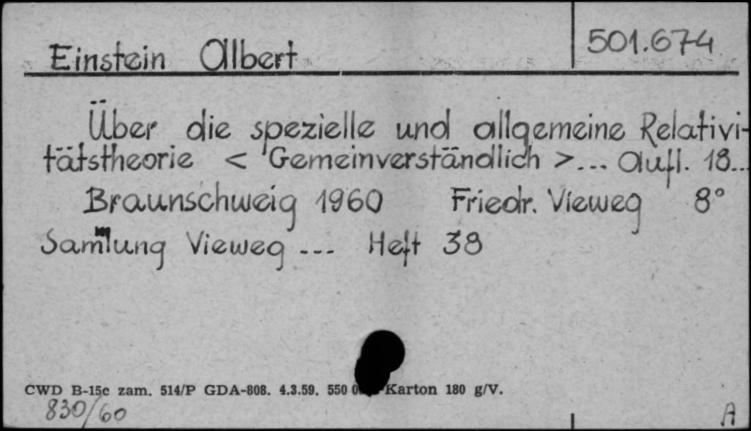 Einstein Albert 501.674
Über die spezielle und allgemeine Relativi-
tätstheorie < Gemeinverständlich >... Aufl. 18...
Braunschweig 1960 Friedr. Vieweg 8°
Sammlung Vieweg ... Heft 38
CWD B-15c zam. 514/P GDA-808. 4.3.59. 550 Karton 180 g/V.
830/60 A